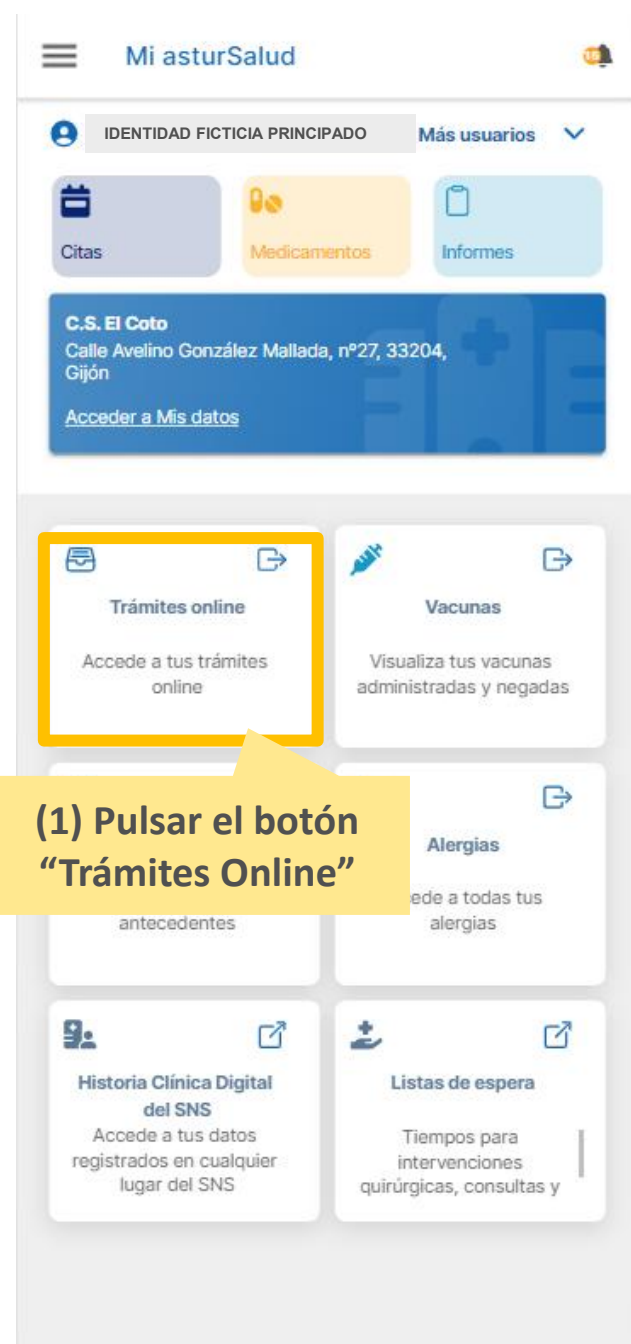 Mi asturSalud
IDENTIDAD FICTICIA PRINCIPADO Más usuarios
Citas
Medicamentos
Informes
C.S. El Coto
Calle Avelino González Mallada, nº27, 33204,
Gijón
Acceder a Mis datos
Trámites online
Accede a tus trámites
online
Vacunas
Visualiza tus vacunas
administradas y negadas
(1) Pulsar el botón
“Trámites Online”
antecedentes
Alergias
a todas tus
alergias
Historia Clínica Digital
del SNS
Accede a tus datos
registrados en cualquier
lugar del SNS
Listas de espera
Tiempos para
intervenciones
quirúrgicas, consultas y